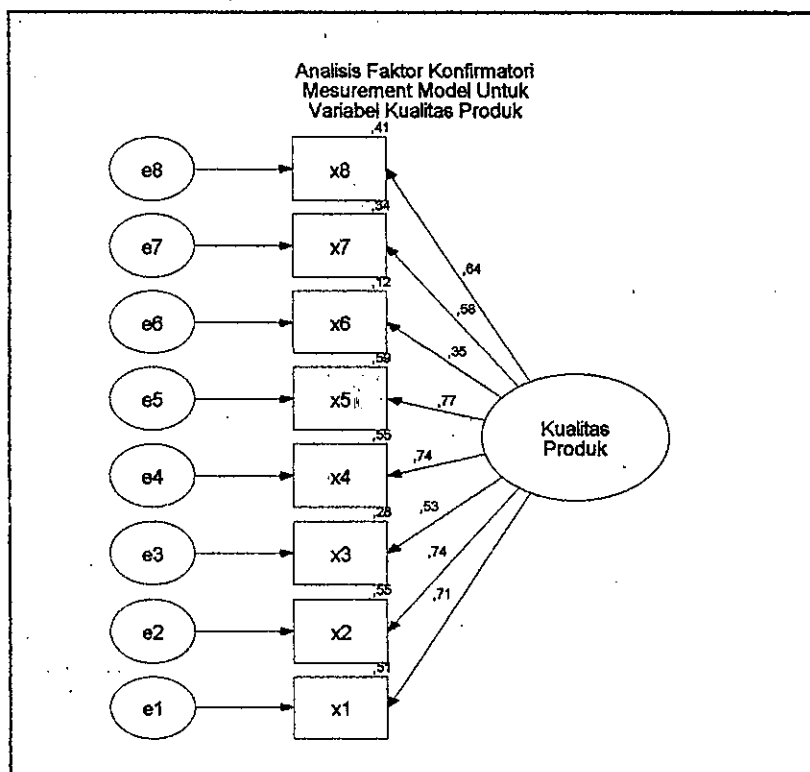 Analisis Faktor Konfirmatori
Mesurement Model Untuk
Variabel Kualitas Produk
,41
e8
x8
,34
e7
x7
,12
e6
x6
,59
e5
x5
,55
e4
x4
,28
e3
x3
,55
e2
x2
,51
e1
x1
,64
,58
,35
,77
,74
,53
,74
,71
Kualitas
Produk